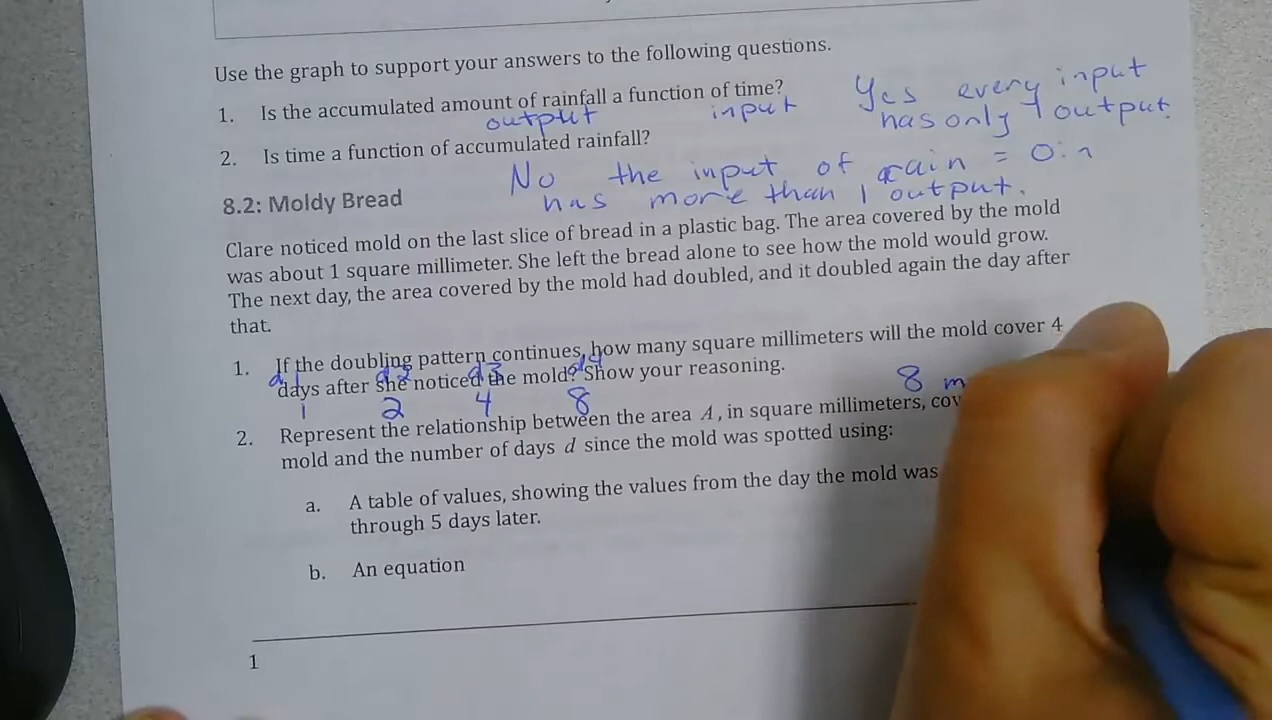 Use the graph to support your answers to the following questions.
1. Is the accumulated amount of rainfall a function of time?
output input
Yes every input
has only 1 output.
2. Is time a function of accumulated rainfall?
No the input of rain = 0in
has more than 1 output.
8.2: Moldy Bread
Clare noticed mold on the last slice of bread in a plastic bag. The area covered by the mold
was about 1 square millimeter. She left the bread alone to see how the mold would grow.
The next day, the area covered by the mold had doubled, and it doubled again the day after
that.
1. If the doubling pattern continues, how many square millimeters will the mold cover 4
d1 d2 d3 d4
days after she noticed the mold? Show your reasoning.
1 2 4 8
8 m
2. Represent the relationship between the area A, in square millimeters, cov
mold and the number of days d since the mold was spotted using:
a. A table of values, showing the values from the day the mold was
through 5 days later.
b. An equation
1